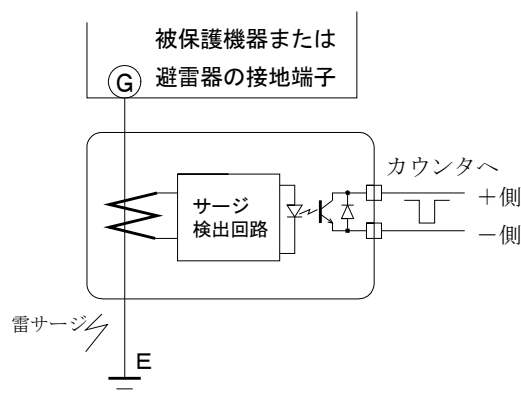 被保護機器または
避雷器の接地端子
G
カウンタへ
＋側
－側
サージ
検出回路
雷サージ
E